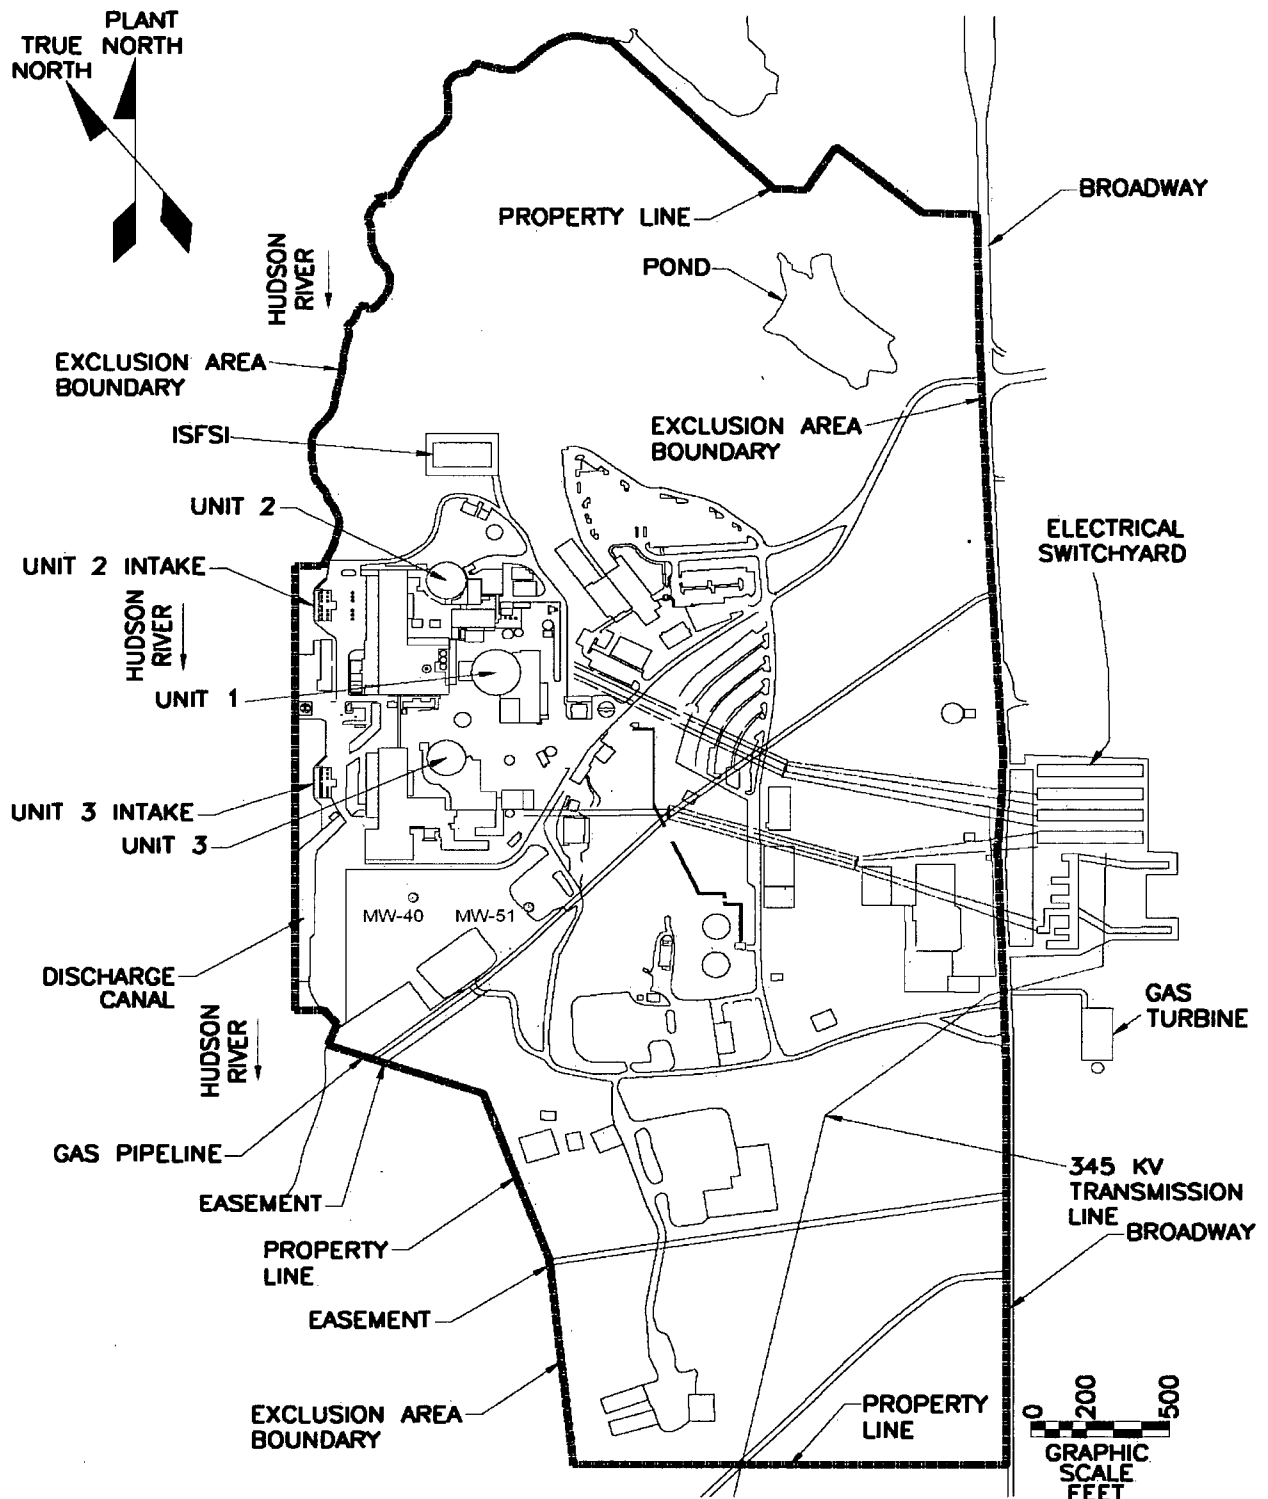 PLANT
NORTH
TRUE
NORTH
BROADWAY
PROPERTY LINE
HUDSON
RIVER
POND
EXCLUSION AREA
BOUNDARY
EXCLUSION AREA
BOUNDARY
ISFSI
UNIT 2
ELECTRICAL
SWITCHYARD
UNIT 2 INTAKE
HUDSON
RIVER
UNIT 1
UNIT 3 INTAKE
UNIT 3
MW-40
MW-51
DISCHARGE
CANAL
GAS
TURBINE
HUDSON
RIVER
GAS PIPELINE
345 KV
TRANSMISSION
LINE
EASEMENT
BROADWAY
PROPERTY
LINE
EASEMENT
EXCLUSION AREA
BOUNDARY
PROPERTY
LINE
0
200
500
GRAPHIC
SCALE
FEET